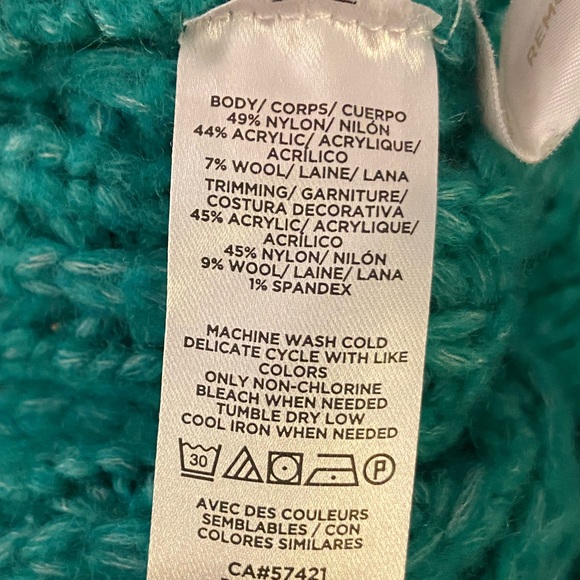 BODY/ CORPS/ CUERPO
49% NYLON/ NILÓN
44% ACRYLIC/ ACRYLIQUE/
ACRÍLICO
7% WOOL/ LAINE/ LANA
TRIMMING/ GARNITURE/
COSTURA DECORATIVA
45% ACRYLIC/ ACRYLIQUE/
ACRÍLICO
45% NYLON/ NILÓN
9% WOOL/ LAINE/ LANA
1% SPANDEX
MACHINE WASH COLD
DELICATE CYCLE WITH LIKE
COLORS
ONLY NON-CHLORINE
BLEACH WHEN NEEDED
TUMBLE DRY LOW
COOL IRON WHEN NEEDED
30 P
AVEC DES COULEURS
SEMBLABLES / CON
COLORES SIMILARES
CA#57421